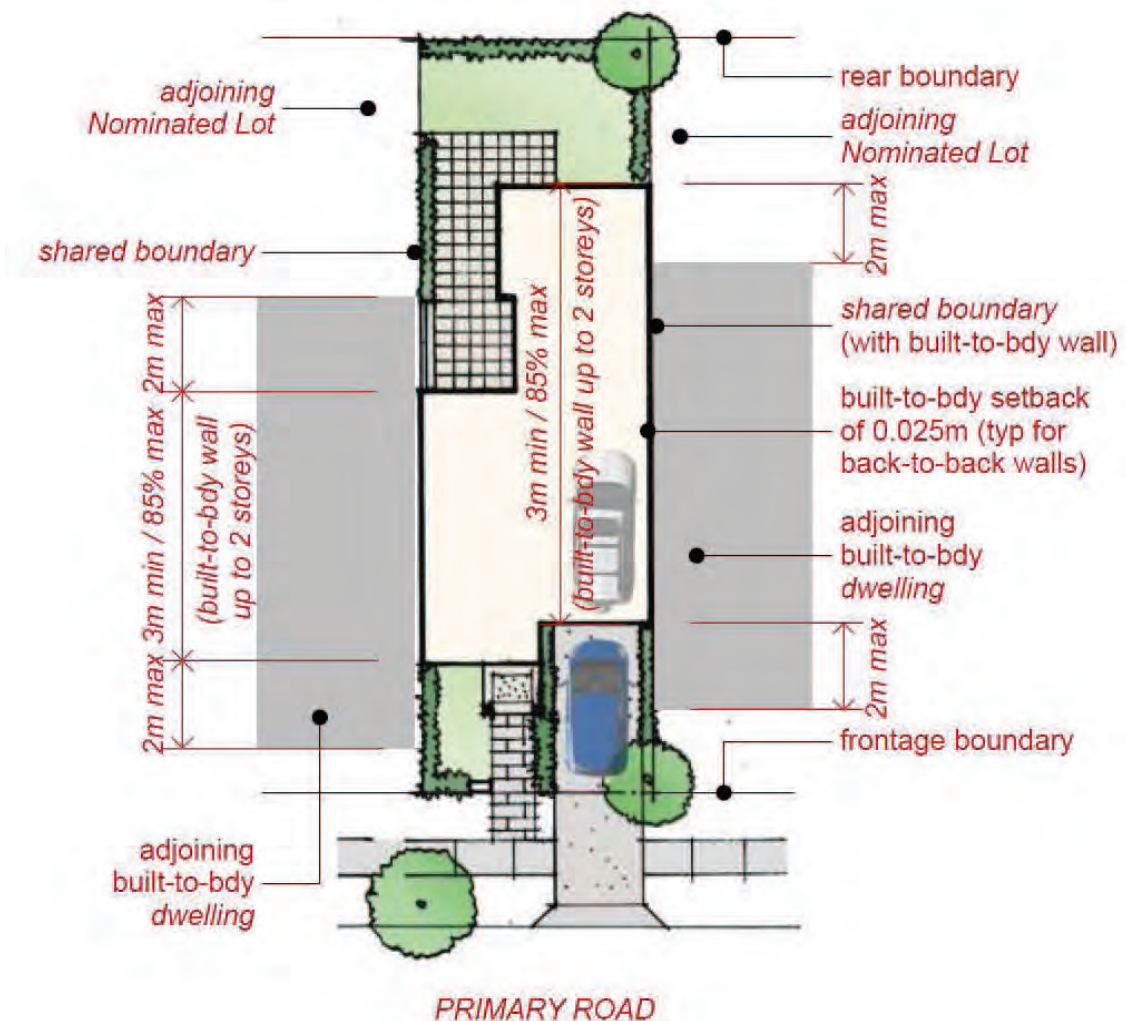 rear boundary
adjoining
Nominated Lot
adjoining
Nominated Lot
2m max
shared boundary
2m max
3m min / 85% max
(built-to-bdy wall up to 2 storeys)
shared boundary
(with built-to-bdy wall)
built-to-bdy setback
of 0.025m (typ for
back-to-back walls)
3m min / 85% max
(built-to-bdy wall
up to 2 storeys)
adjoining
built-to-bdy
dwelling
2m max
2m max
frontage boundary
adjoining
built-to-bdy
dwelling
PRIMARY ROAD